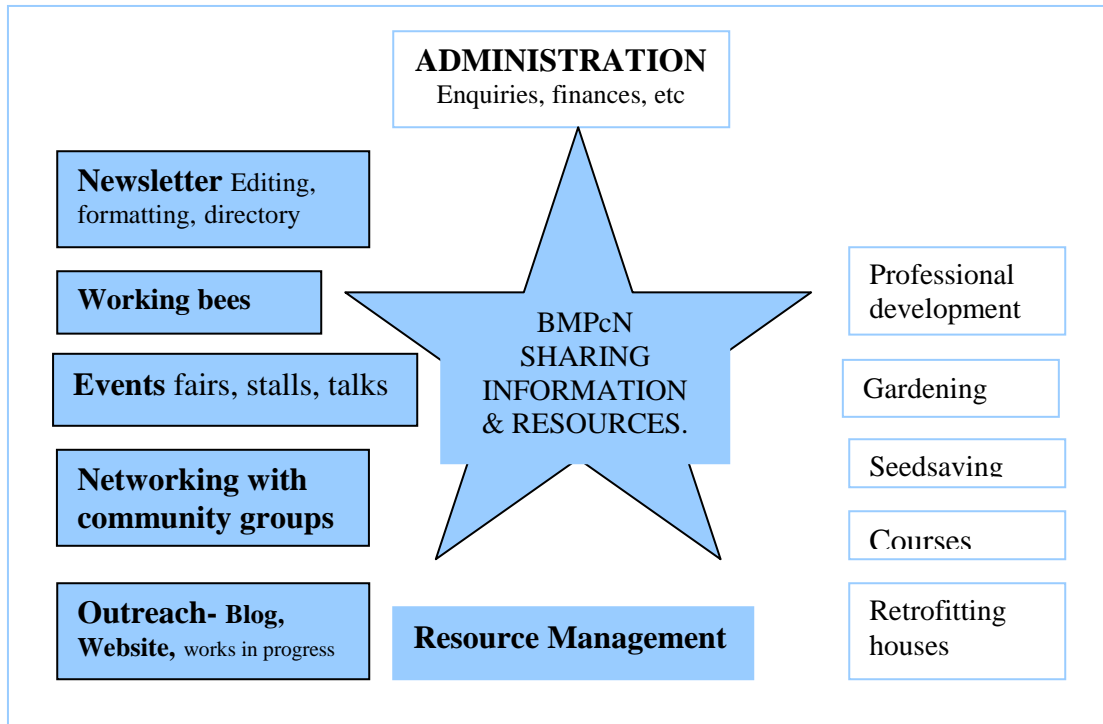 ADMINISTRATION
Enquiries, finances, etc
Newsletter Editing,
formatting, directory
Working bees
Events fairs, stalls, talks
Networking with
community groups
Outreach- Blog,
Website, works in progress
BMPcN
SHARING
INFORMATION
& RESOURCES.
Resource Management
Professional
development
Gardening
Seedsaving
Courses
Retrofitting
houses